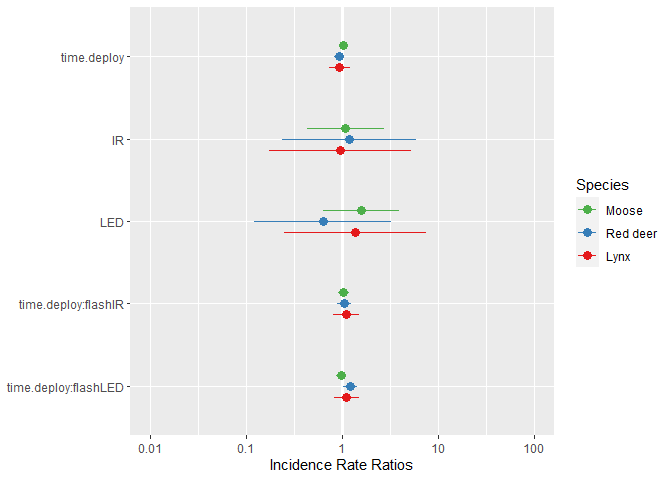 time.deploy
IR
LED
time.deploy:flashIR
time.deploy:flashLED
0.01 0.1 1 10 100
Incidence Rate Ratios
Species
Moose
Red deer
Lynx